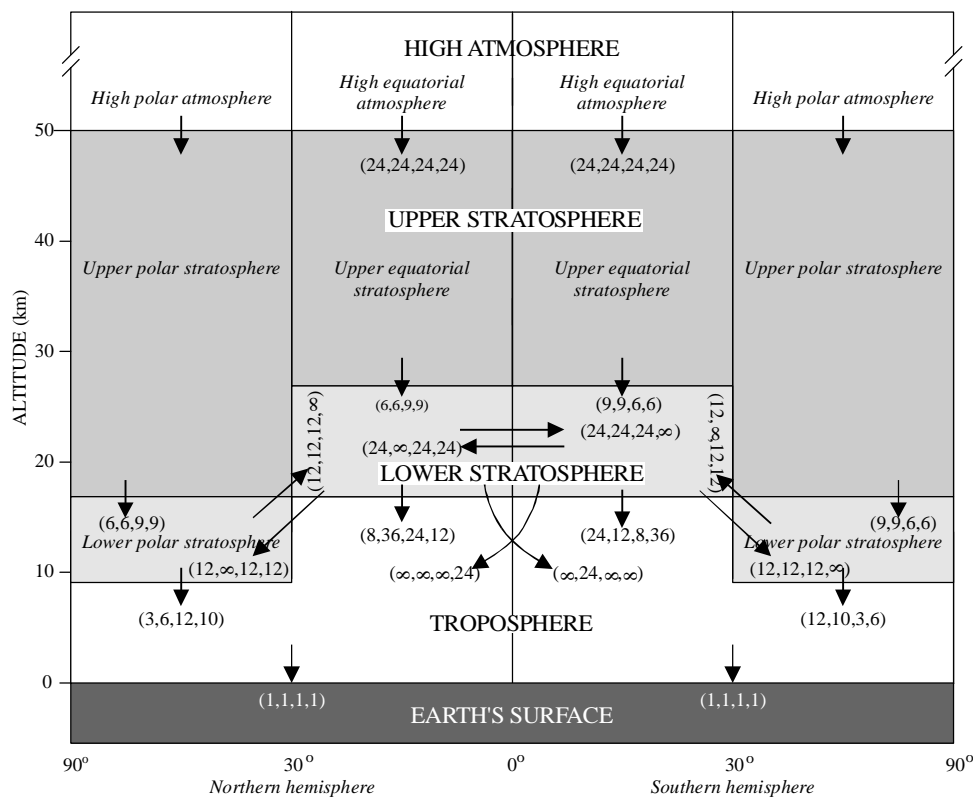 HIGH ATMOSPHERE
High polar atmosphere
High equatorial
atmosphere
High equatorial
atmosphere
High polar atmosphere
50
(24,24,24,24)
(24,24,24,24)
UPPER STRATOSPHERE
40
Upper polar stratosphere
Upper equatorial
stratosphere
Upper equatorial
stratosphere
Upper polar stratosphere
ALTITUDE (km)
30
(6,6,9,9)
(9,9,6,6)
(12,12,12,∞)
(12,∞,12,12)
(24,∞,24,24)
(24,24,24,∞)
20
LOWER STRATOSPHERE
(6,6,9,9)
(9,9,6,6)
(8,36,24,12)
(24,12,8,36)
Lower polar stratosphere
Lower polar stratosphere
(12,∞,12,12)
(∞,∞,∞,24)
(∞,24,∞,∞)
(12,12,12,∞)
10
(3,6,12,10)
(12,10,3,6)
TROPOSPHERE
0
(1,1,1,1)
(1,1,1,1)
EARTH'S SURFACE
90°
30°
0°
30°
90°
Northern hemisphere
Southern hemisphere